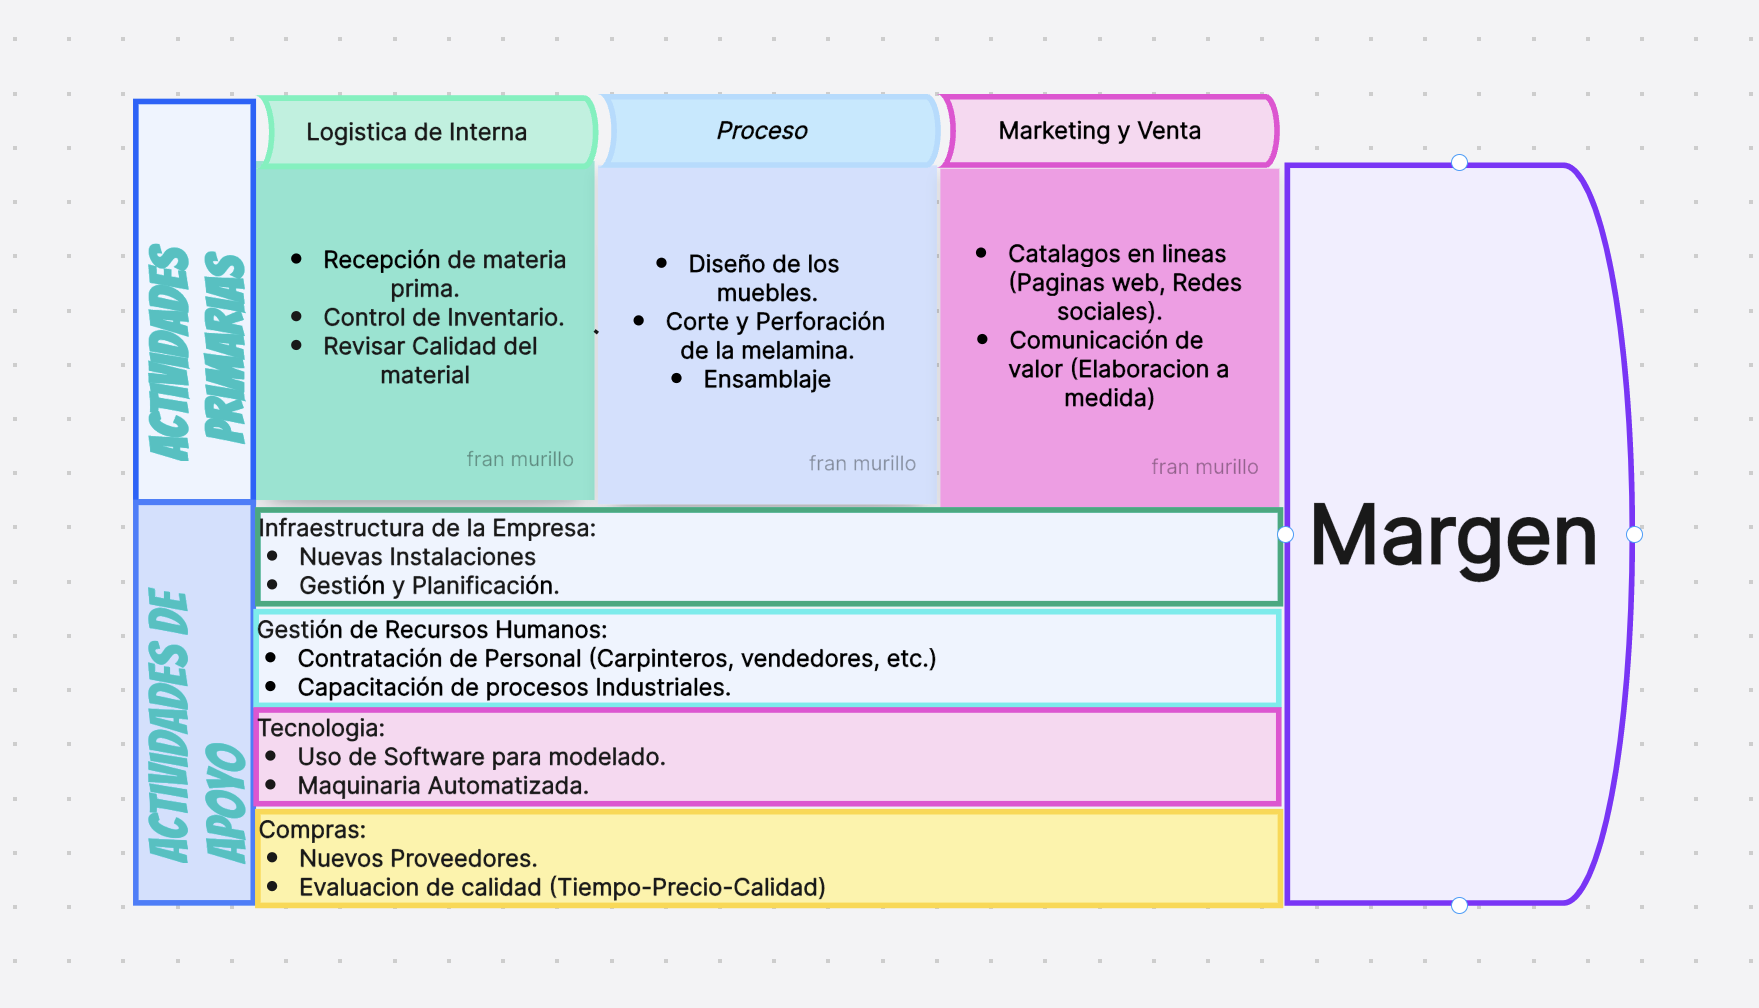 ACTIVIDADES
PRIMARIAS
Logistica de Interna
Recepción de materia
prima.
Control de Inventario.
Revisar Calidad del
material
fran murillo
Proceso
Diseño de los
muebles.
Corte y Perforación
de la melamina.
Ensamblaje
fran murillo
Marketing y Venta
Catalagos en lineas
(Paginas web, Redes
sociales).
Comunicación de
valor (Elaboracion a
medida)
fran murillo
ACTIVIDADES DE
APOYO
Infraestructura de la Empresa:
Nuevas Instalaciones
Gestión y Planificación.
Gestión de Recursos Humanos:
Contratación de Personal (Carpinteros, vendedores, etc.)
Capacitación de procesos Industriales.
Tecnologia:
Uso de Software para modelado.
Maquinaria Automatizada.
Compras:
Nuevos Proveedores.
Evaluacion de calidad (Tiempo-Precio-Calidad)
Margen